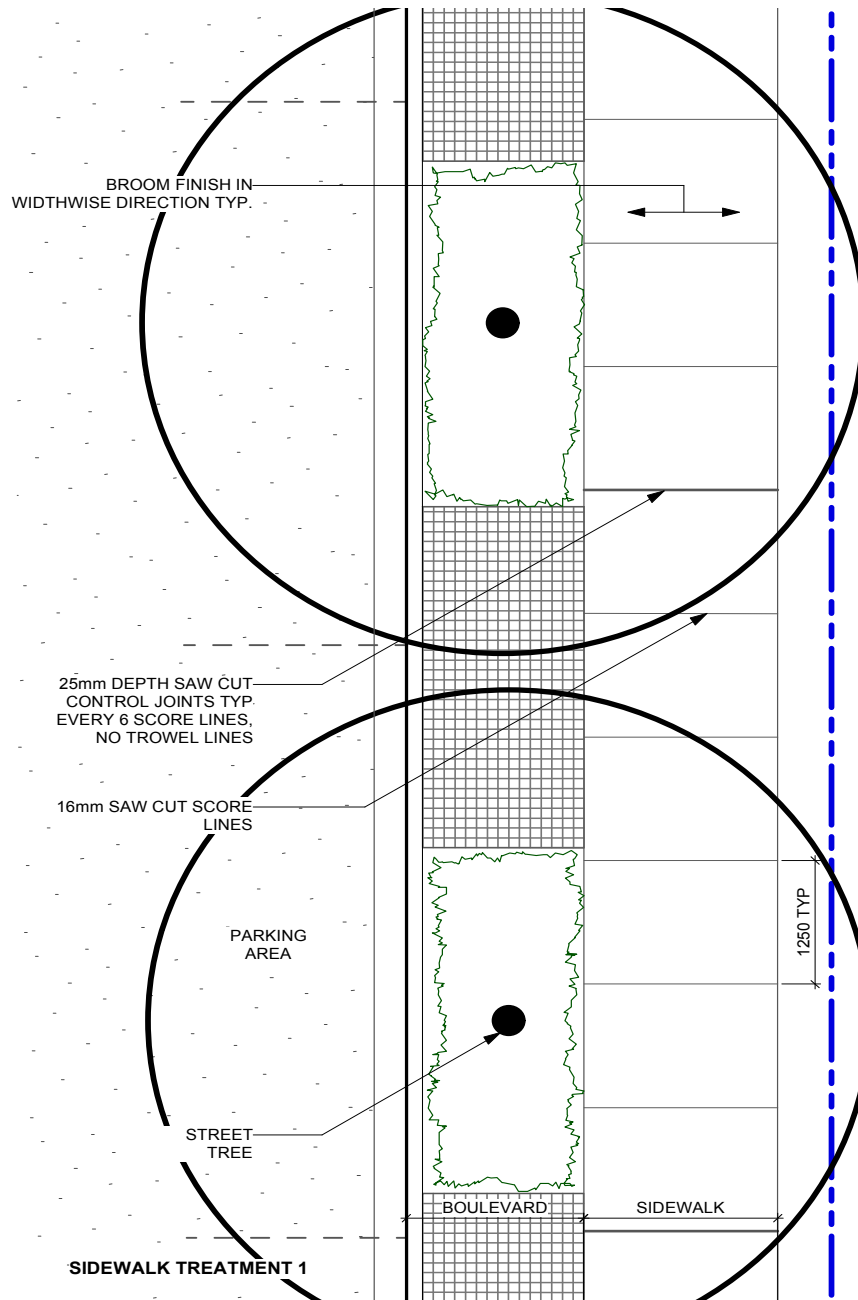 BROOM FINISH IN
WIDTHWISE DIRECTION TYP.
25mm DEPTH SAW CUT
CONTROL JOINTS TYP
EVERY 6 SCORE LINES,
NO TROWEL LINES
16mm SAW CUT SCORE
LINES
PARKING
AREA
1250 TYP
STREET
TREE
BOULEVARD
SIDEWALK
SIDEWALK TREATMENT 1